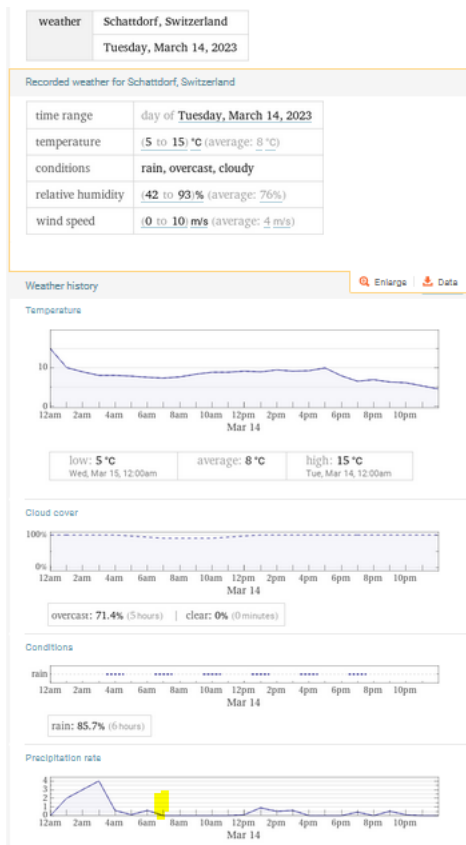 weather Schattdorf, Switzerland
Tuesday, March 14, 2023
Recorded weather for Schattdorf, Switzerland
time range day of Tuesday, March 14, 2023
temperature (5 to 15) °C (average: 8 °C)
conditions rain, overcast, cloudy
relative humidity (42 to 93)% (average: 76%)
wind speed (0 to 10) m/s (average: 4 m/s)
Weather history Enlarge Data
Temperature
10
0
12am 2am 4am 6am 8am 10am 12pm 2pm 4pm 6pm 8pm 10pm
Mar 14
low: 5 °C average: 8 °C high: 15 °C
Wed, Mar 15, 12:00am Tue, Mar 14, 12:00am
Cloud cover
100%
0%
12am 2am 4am 6am 8am 10am 12pm 2pm 4pm 6pm 8pm 10pm
Mar 14
overcast: 71.4% (5 hours) | clear: 0% (0 minutes)
Conditions
rain
12am 2am 4am 6am 8am 10am 12pm 2pm 4pm 6pm 8pm 10pm
Mar 14
rain: 85.7% (6 hours)
Precipitation rate
4
3
2
1
0
12am 2am 4am 6am 8am 10am 12pm 2pm 4pm 6pm 8pm 10pm
Mar 14